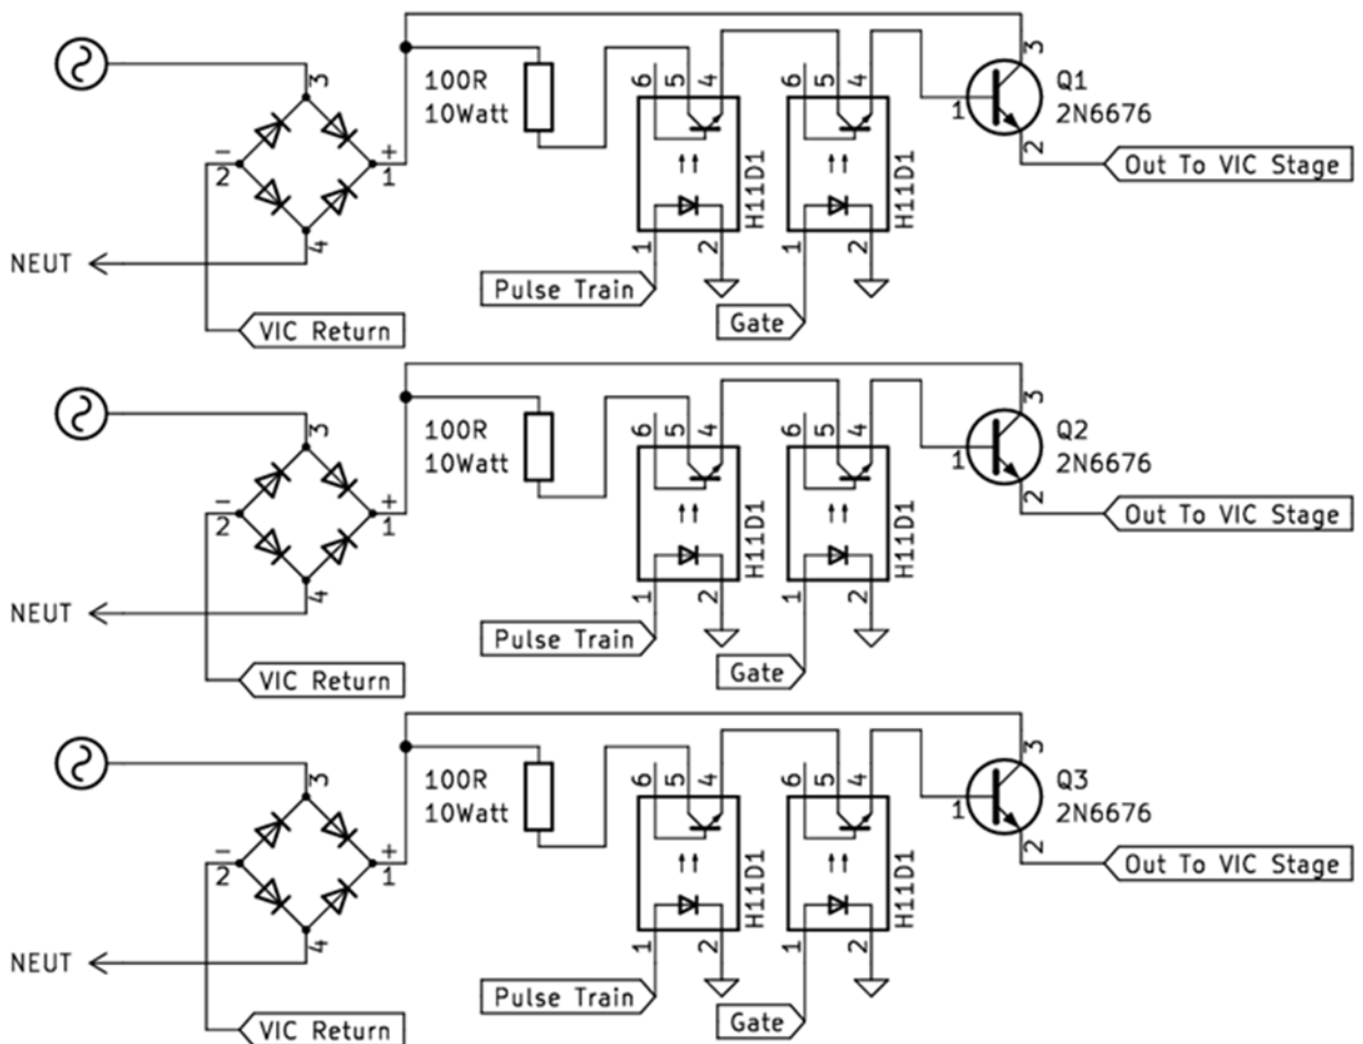 3
100R
10Watt
6
5
4
6
5
4
3
1
Q1
2N6676
-
2
+
1
H11D1
H11D1
2
Out To VIC Stage
4
1
2
1
2
NEUT
Pulse Train
Gate
VIC Return
3
100R
10Watt
6
5
4
6
5
4
3
1
Q2
2N6676
-
2
+
1
H11D1
H11D1
2
Out To VIC Stage
4
1
2
1
2
NEUT
Pulse Train
Gate
VIC Return
3
100R
10Watt
6
5
4
6
5
4
3
1
Q3
2N6676
-
2
+
1
H11D1
H11D1
2
Out To VIC Stage
4
1
2
1
2
NEUT
Pulse Train
Gate
VIC Return